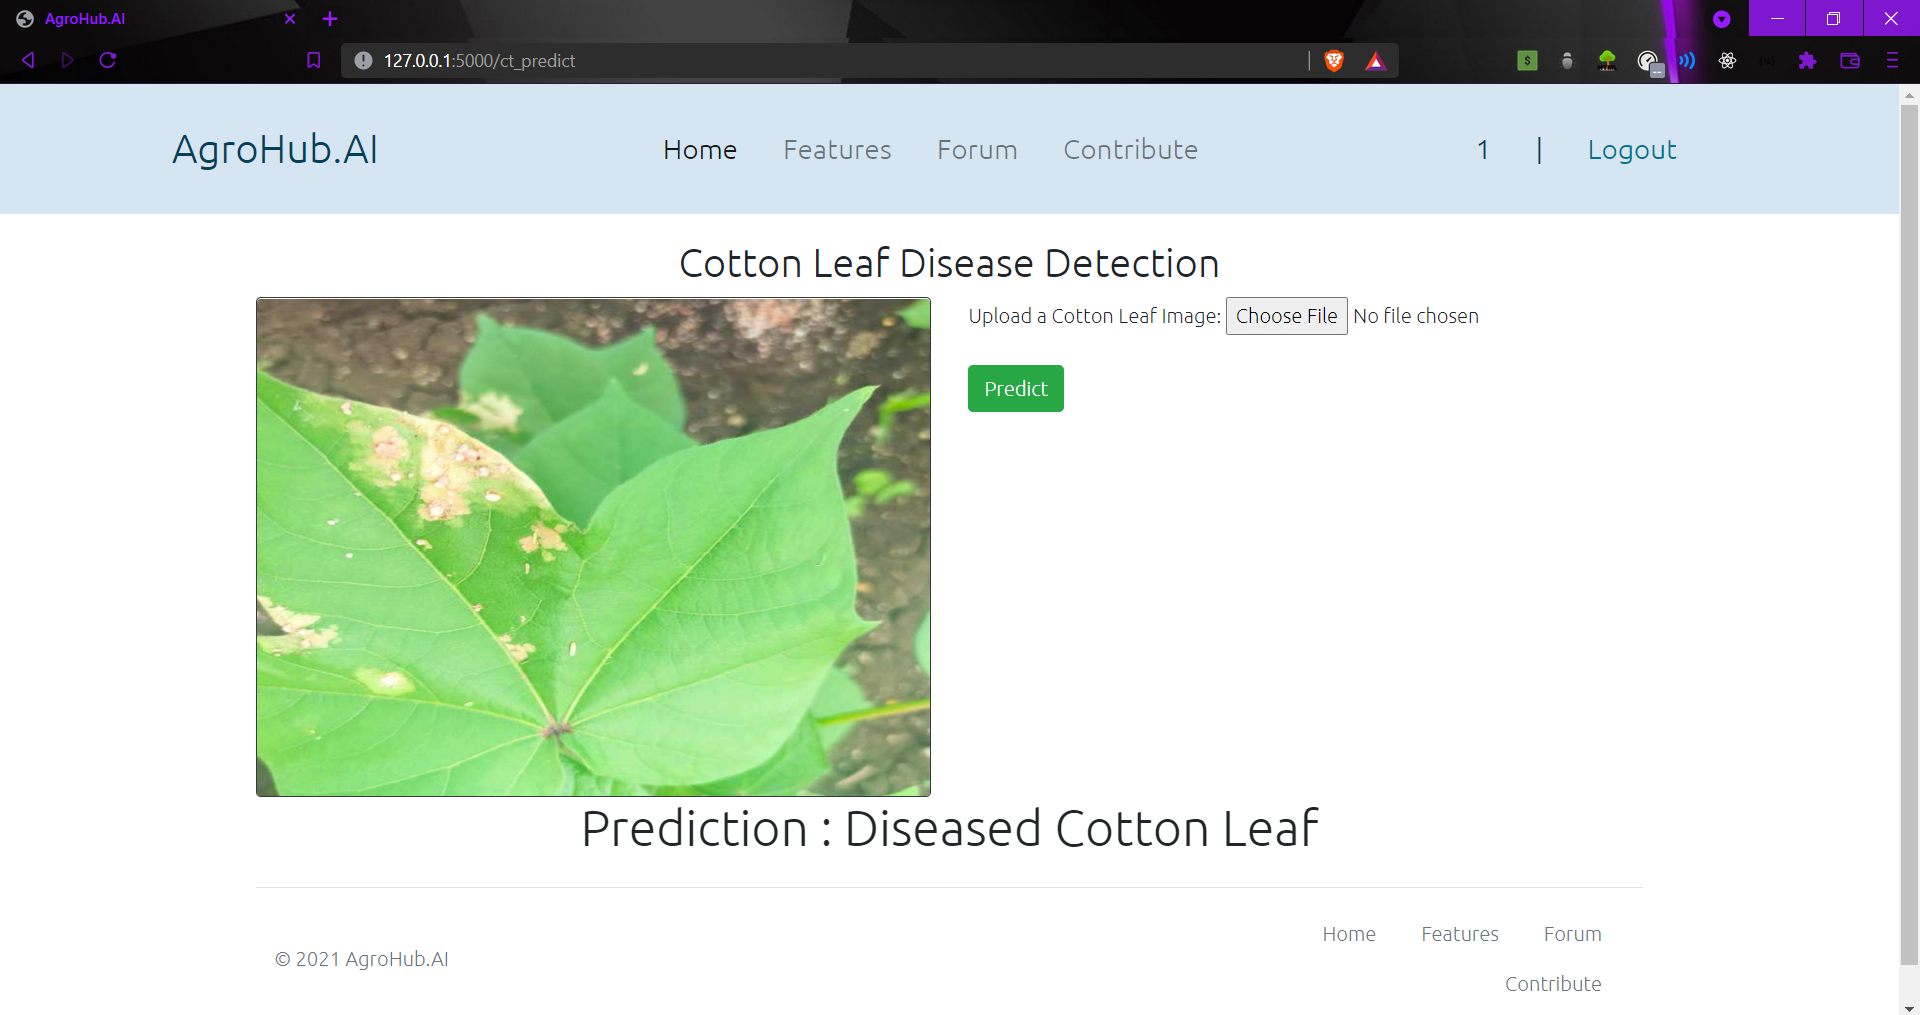 AgroHub.AI
127.0.0.1:5000/ct_predict
AgroHub.AI Home Features Forum Contribute 1 | Logout
Cotton Leaf Disease Detection
Upload a Cotton Leaf Image: Choose File No file chosen
Predict
Prediction : Diseased Cotton Leaf
Home Features Forum
© 2021 AgroHub.AI
Contribute